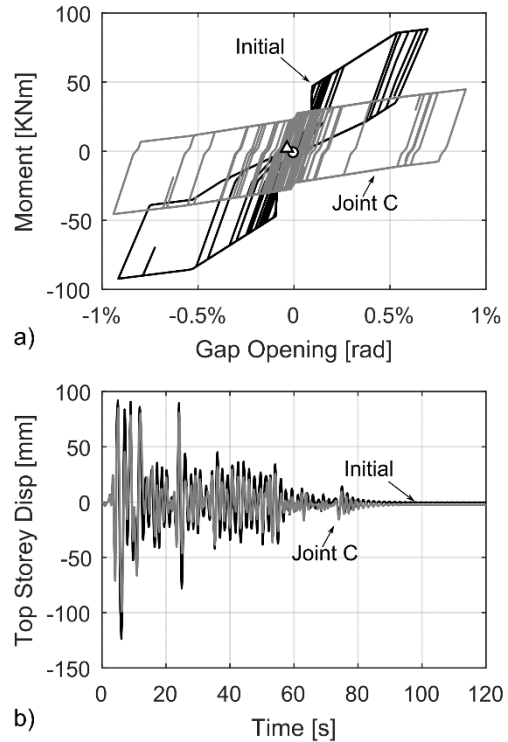 100
50
0
-50
-100
Moment [KNm]
Initial
Joint C
-1%
-0.5%
0
0.5%
1%
a)
Gap Opening [rad]
100
50
0
-50
-100
-150
Top Storey Disp [mm]
Initial
Joint C
0
20
40
60
80
100
120
b)
Time [s]